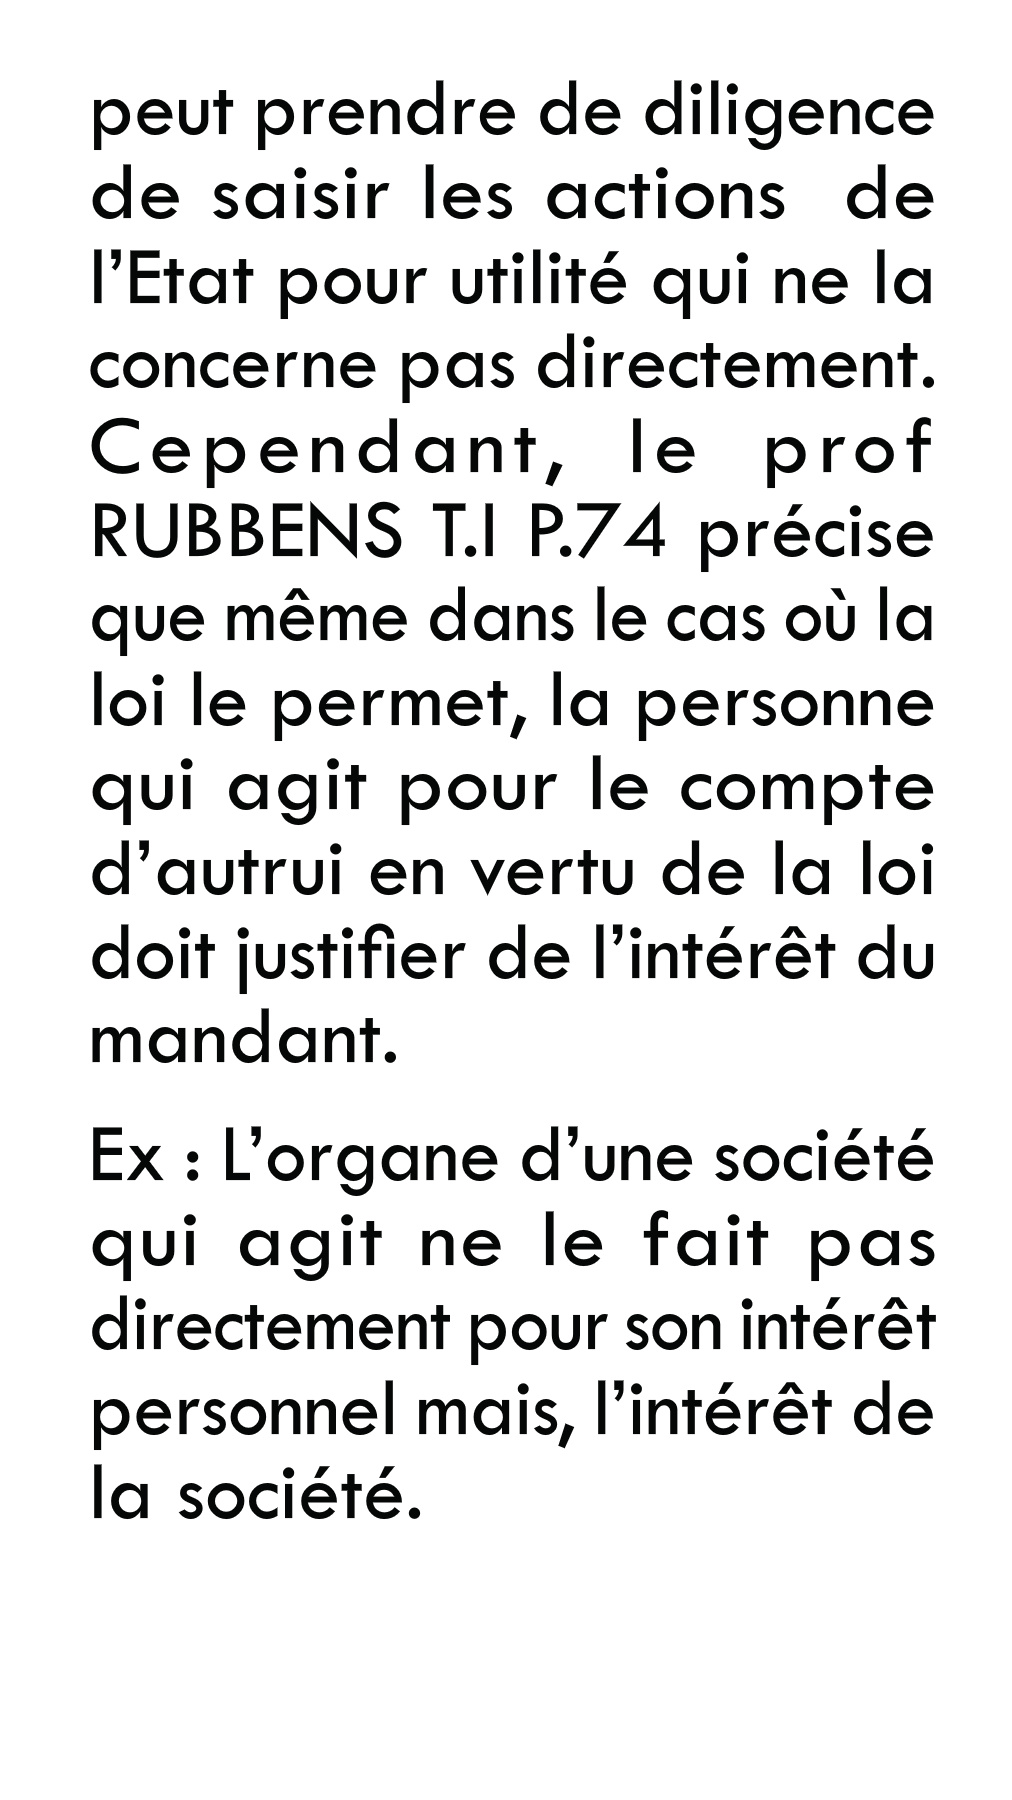 peut prendre de diligence
de saisir les actions de
l’Etat pour utilité qui ne la
concerne pas directement.
Cependant, le prof
RUBBENS T.I P.74 précise
que même dans le cas où la
loi le permet, la personne
qui agit pour le compte
d’autrui en vertu de la loi
doit justifier de l’intérêt du
mandant.
Ex : L’organe d’une société
qui agit ne le fait pas
directement pour son intérêt
personnel mais, l’intérêt de
la société.